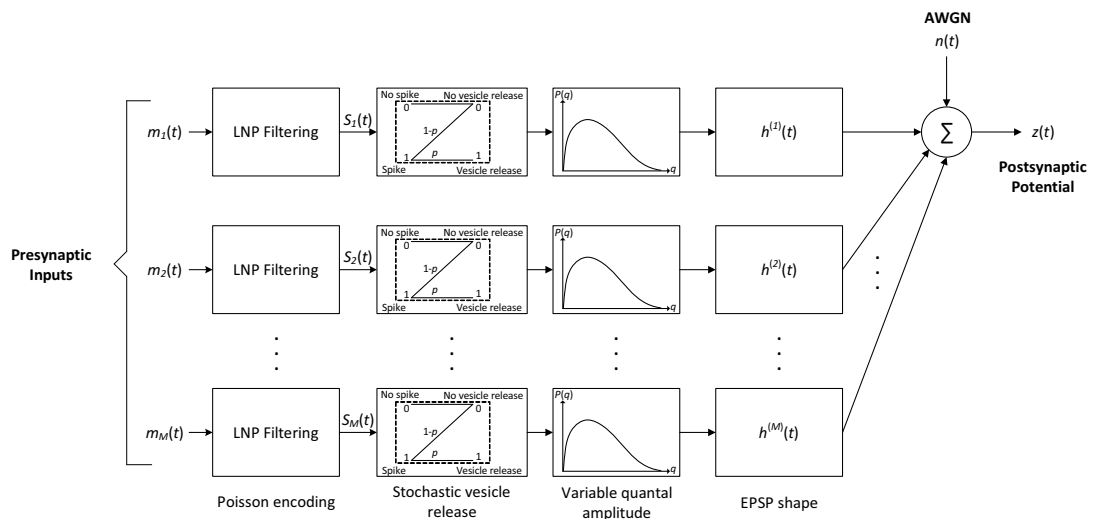 AWGN
n(t)
Presynaptic
Inputs
m1(t)
LNP Filtering
S1(t)
No spike
No vesicle release
0
0
1-p
1
p
1
Spike
Vesicle release
P(q)
q
h(1)(t)
Σ
z(t)
Postsynaptic
Potential
m2(t)
LNP Filtering
S2(t)
No spike
No vesicle release
0
0
1-p
1
p
1
Spike
Vesicle release
P(q)
q
h(2)(t)
mM(t)
LNP Filtering
SM(t)
No spike
No vesicle release
0
0
1-p
1
p
1
Spike
Vesicle release
P(q)
q
h(M)(t)
Poisson encoding
Stochastic vesicle
release
Variable quantal
amplitude
EPSP shape